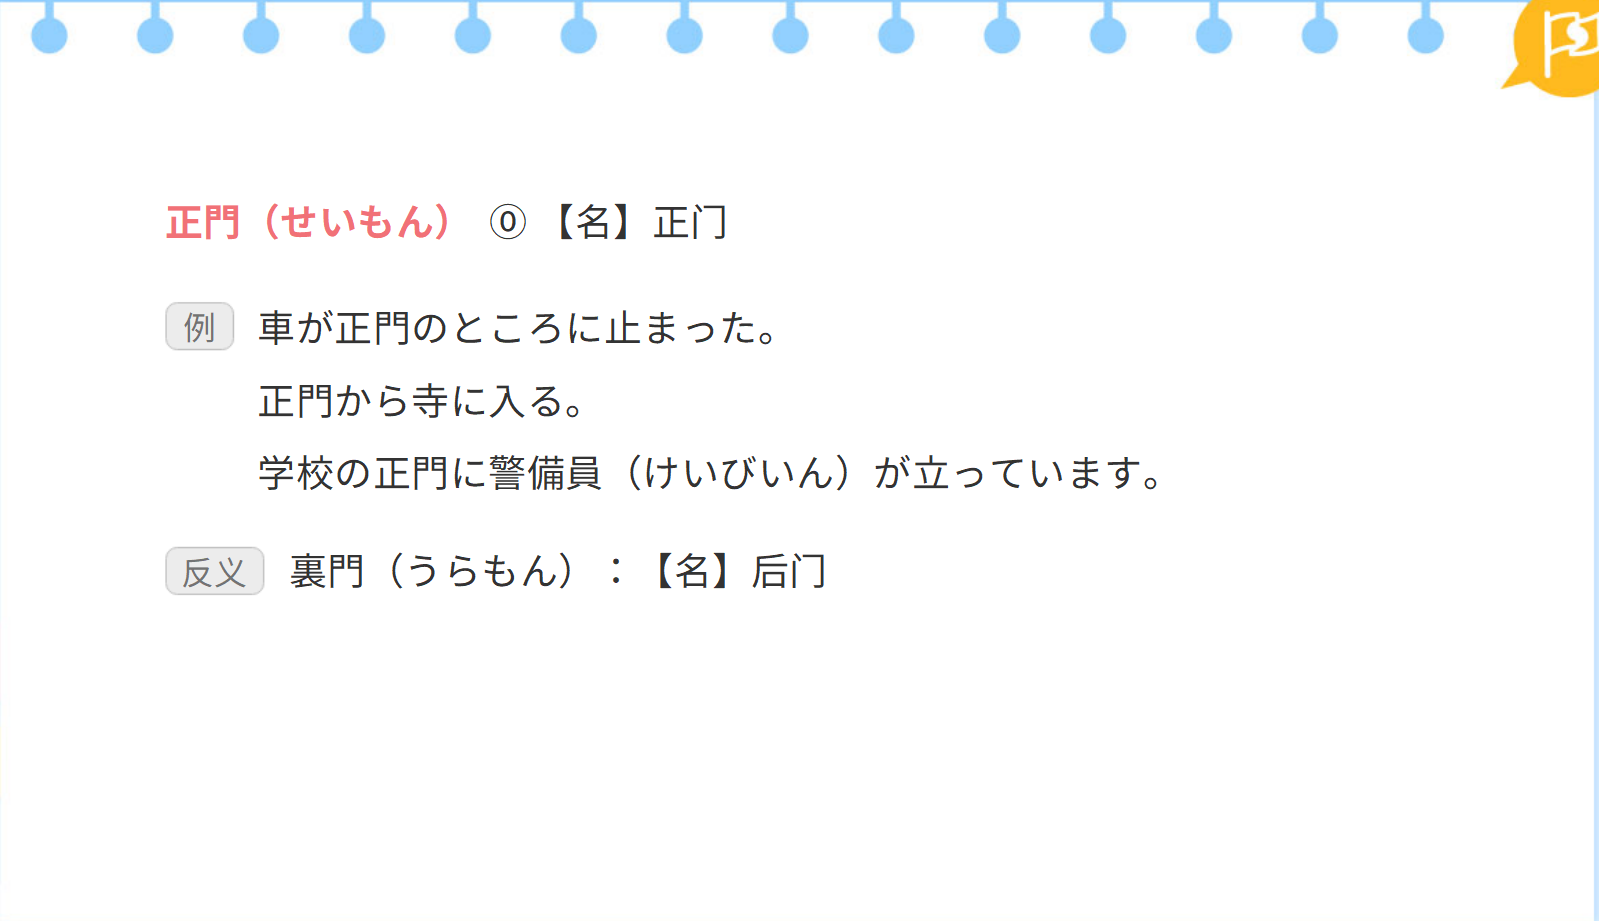 正門（せいもん） ⓪ 【名】正门
例 車が正門のところに止まった。
正門から寺に入る。
学校の正門に警備員（けいびいん）が立っています。
反义 裏門（うらもん）：【名】后门